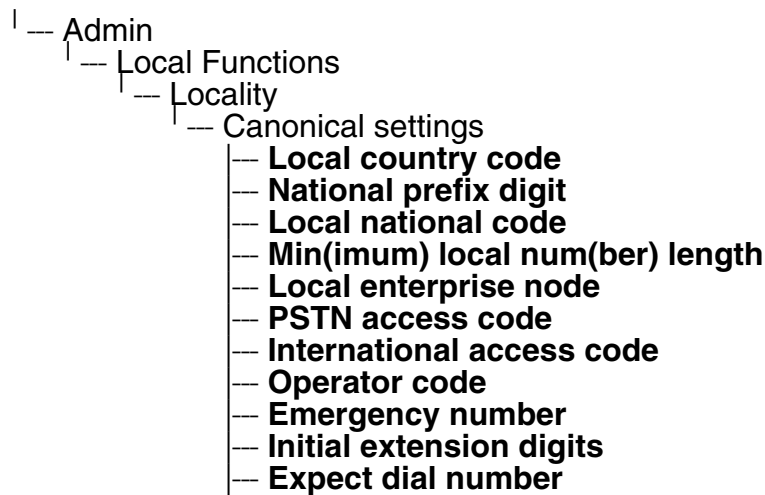 --- Admin
--- Local Functions
--- Locality
--- Canonical settings
--- Local country code
--- National prefix digit
--- Local national code
--- Min(imum) local num(ber) length
--- Local enterprise node
--- PSTN access code
--- International access code
--- Operator code
--- Emergency number
--- Initial extension digits
--- Expect dial number